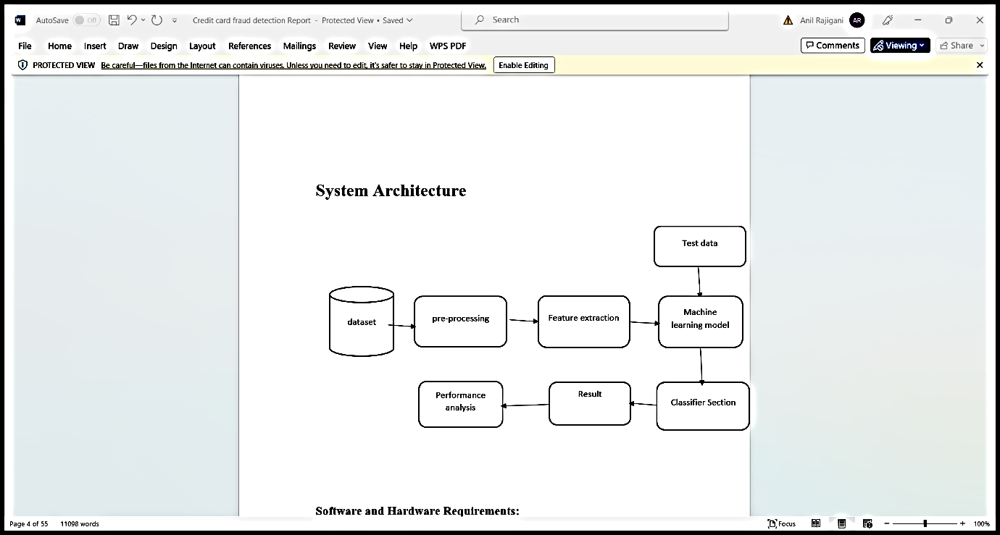 AutoSave Off Credit card fraud detection Report - Protected View • Saved Search Anil Rajigani AR
File Home Insert Draw Design Layout References Mailings Review View Help WPS PDF Comments Viewing Share
PROTECTED VIEW Be careful—files from the Internet can contain viruses. Unless you need to edit, it's safer to stay in Protected View. Enable Editing
System Architecture
Test data
dataset
pre-processing
Feature extraction
Machine
learning model
Performance
analysis
Result
Classifier Section
Software and Hardware Requirements:
Page 4 of 55 11098 words Focus 100%